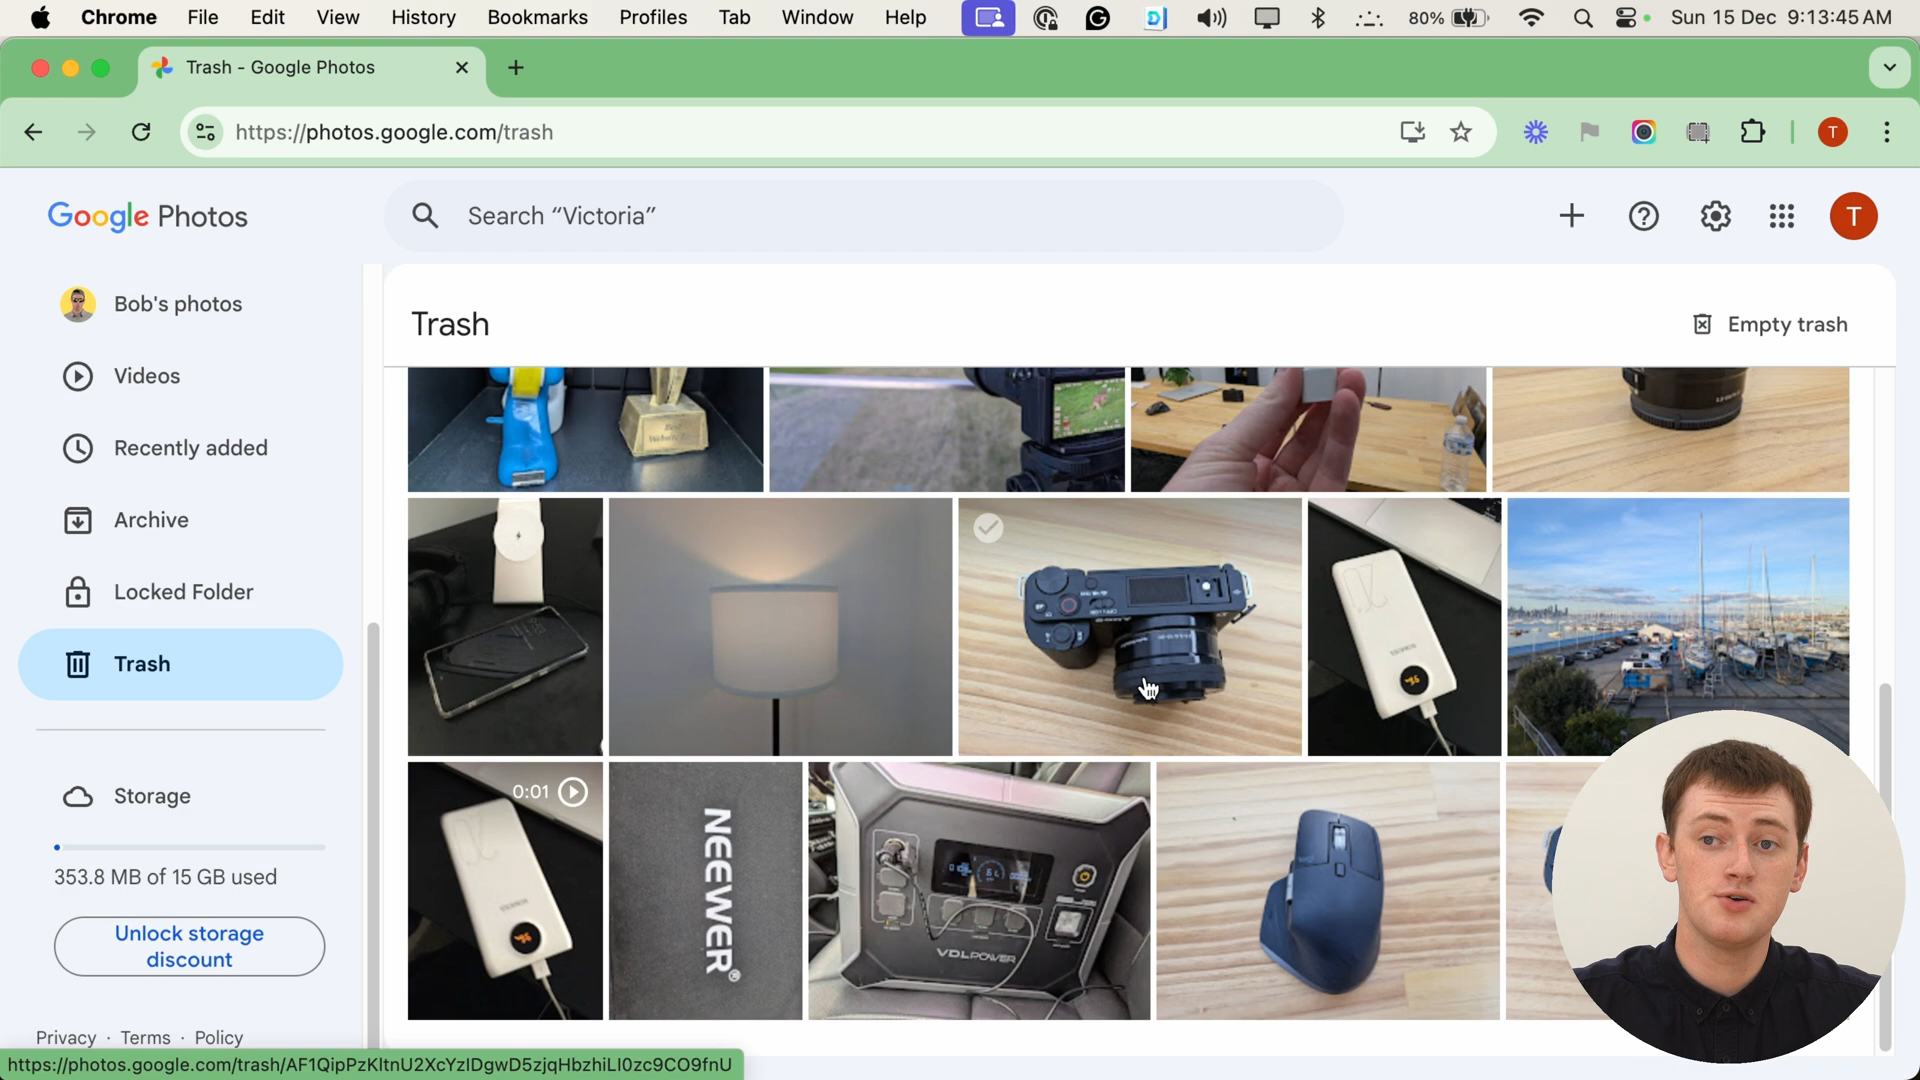 Chrome File Edit View History Bookmarks Profiles Tab Window Help 80% Sun 15 Dec 9:13:45 AM
Trash - Google Photos
https://photos.google.com/trash
T
Google Photos
Search “Victoria”
T
Bob's photos
Videos
Recently added
Archive
Locked Folder
Trash
Storage
353.8 MB of 15 GB used
Unlock storage
discount
Privacy · Terms · Policy
Trash
Empty trash
Best
0:01
NEEWER®
VDLPOWER
https://photos.google.com/trash/AF1QipPzKltnU2XcYzlDgwD5zjqHbzhiLI0zc9CO9fnU